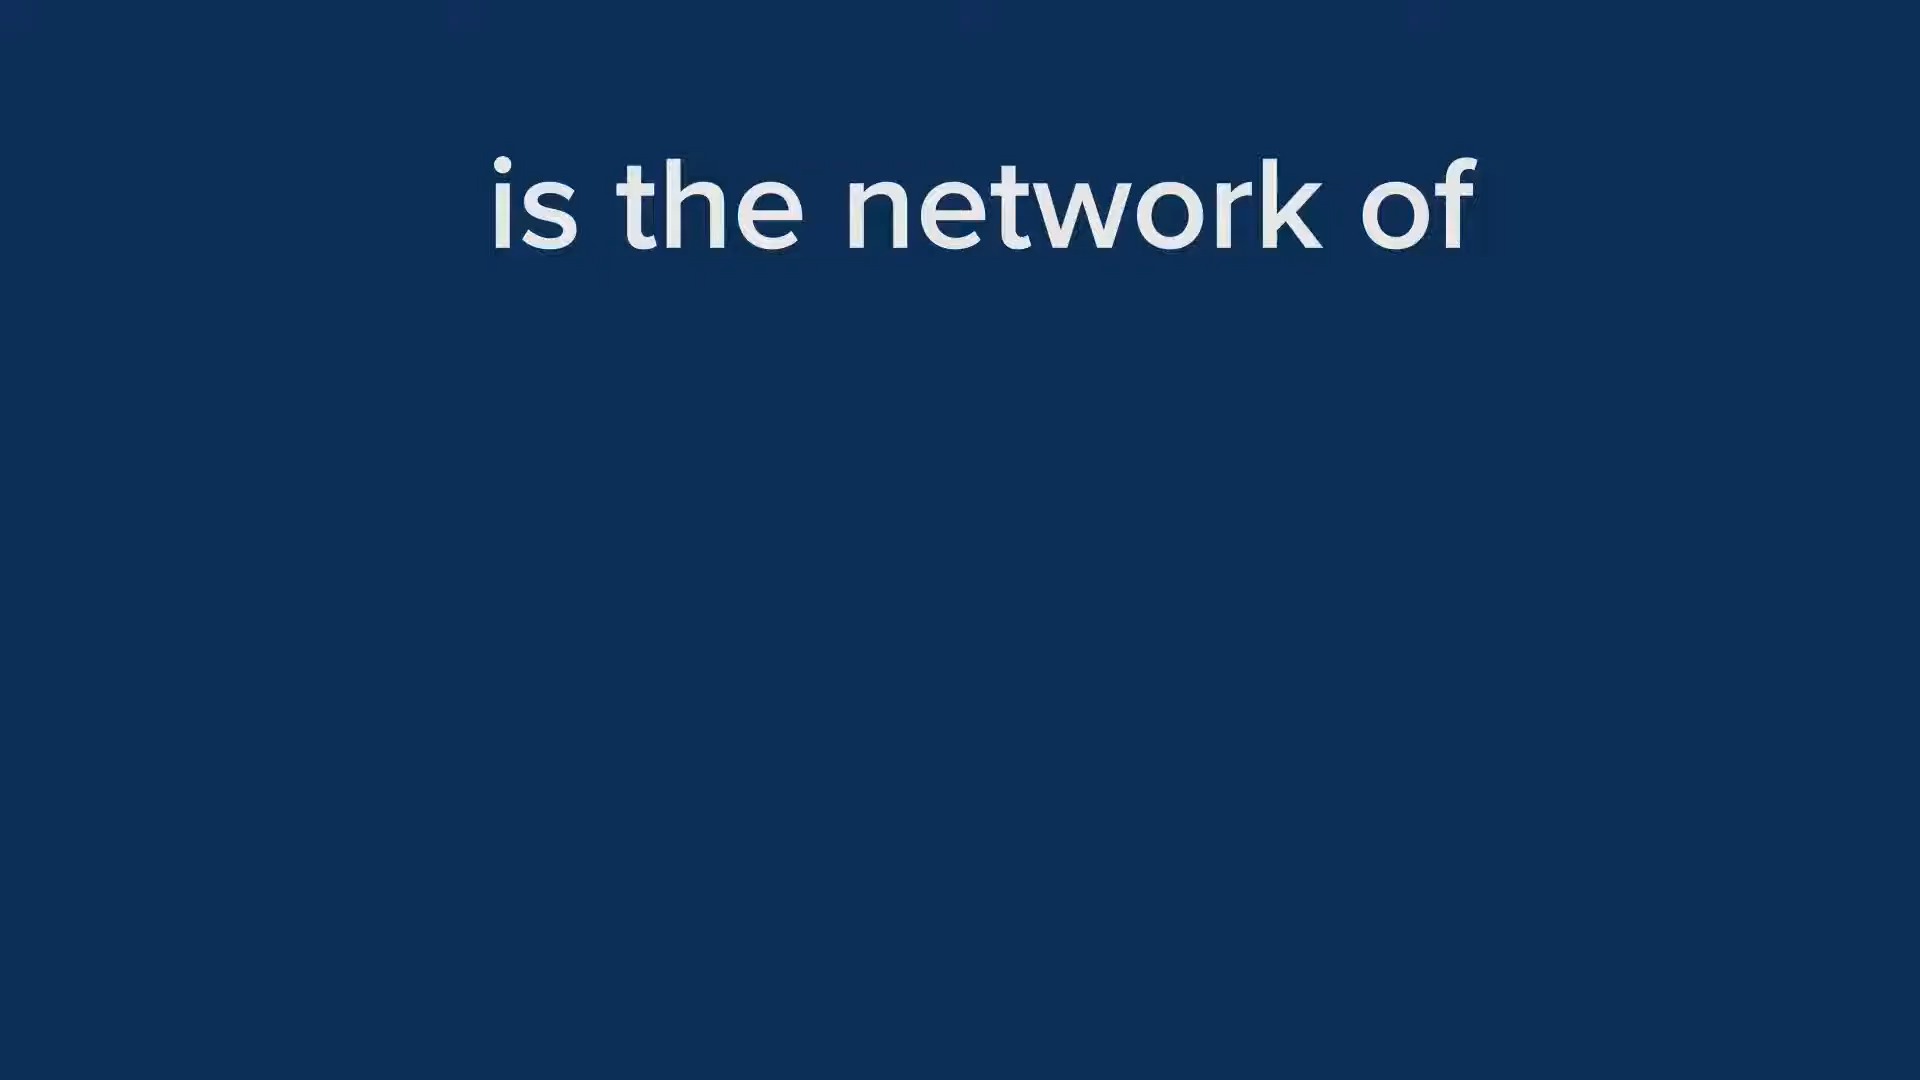 is the network of